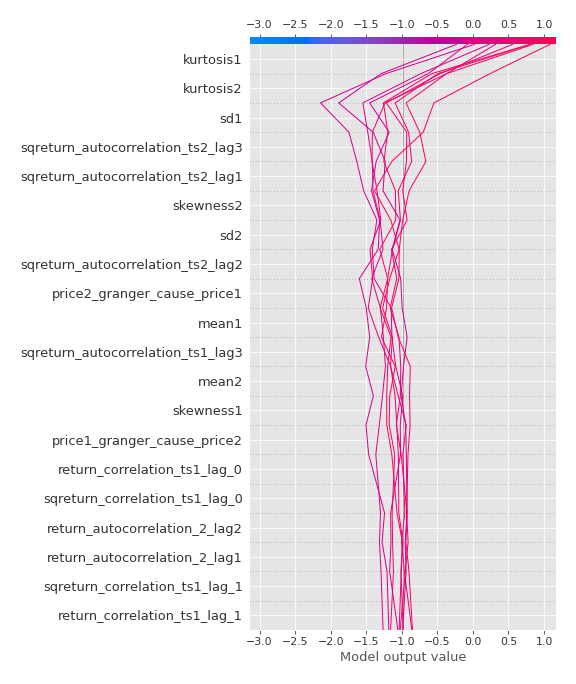 −3.0 −2.5 −2.0 −1.5 −1.0 −0.5 0.0 0.5 1.0
kurtosis1
kurtosis2
sd1
sqreturn_autocorrelation_ts2_lag3
sqreturn_autocorrelation_ts2_lag1
skewness2
sd2
sqreturn_autocorrelation_ts2_lag2
price2_granger_cause_price1
mean1
sqreturn_autocorrelation_ts1_lag3
mean2
skewness1
price1_granger_cause_price2
return_correlation_ts1_lag_0
sqreturn_correlation_ts1_lag_0
return_autocorrelation_2_lag2
return_autocorrelation_2_lag1
sqreturn_correlation_ts1_lag_1
return_correlation_ts1_lag_1
−3.0 −2.5 −2.0 −1.5 −1.0 −0.5 0.0 0.5 1.0
Model output value